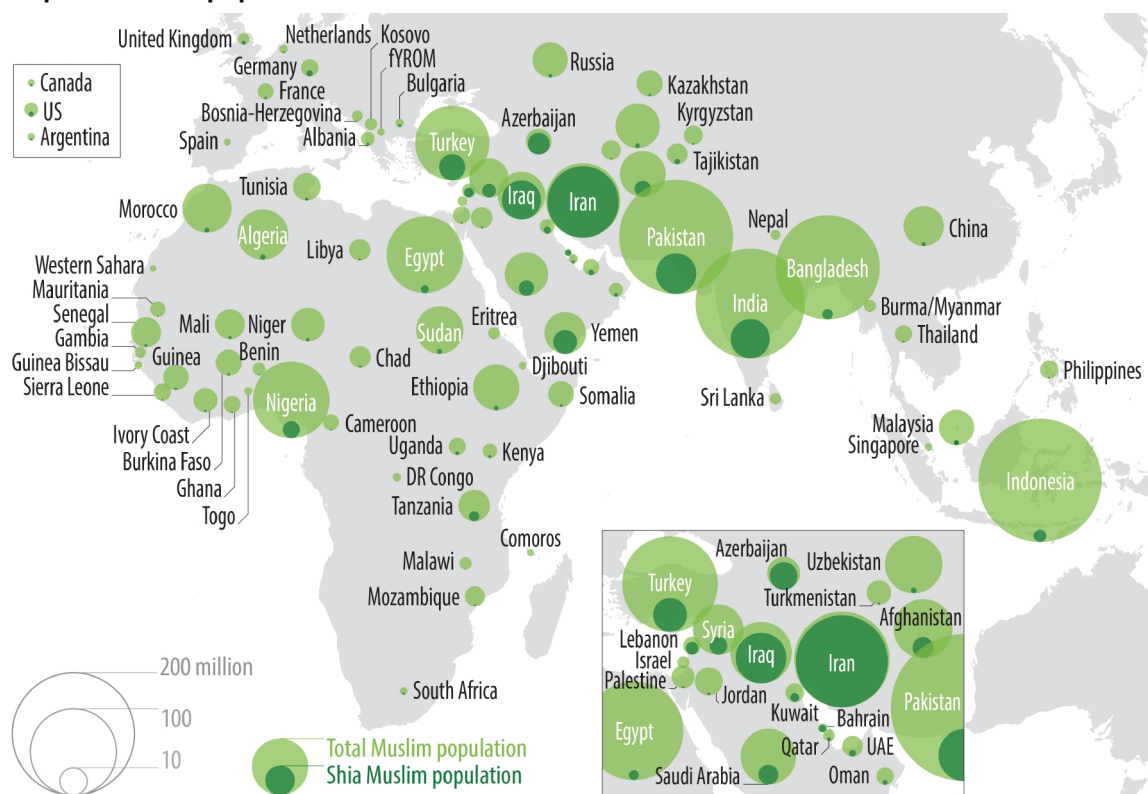 United Kingdom
Netherlands
Kosovo
fYROM
Germany
Bulgaria
France
Bosnia-Herzegovina
Albania
Spain
Canada
US
Argentina
Russia
Kazakhstan
Kyrgyzstan
Azerbaijan
Tajikistan
Turkey
Iraq
Iran
Pakistan
Nepal
India
Bangladesh
China
Burma/Myanmar
Thailand
Philippines
Sri Lanka
Malaysia
Singapore
Indonesia
Morocco
Tunisia
Algeria
Libya
Egypt
Western Sahara
Mauritania
Senegal
Gambia
Guinea Bissau
Sierra Leone
Guinea
Mali
Niger
Benin
Sudan
Eritrea
Yemen
Djibouti
Chad
Ethiopia
Somalia
Nigeria
Cameroon
Ivory Coast
Burkina Faso
Ghana
Togo
Uganda
Kenya
DR Congo
Tanzania
Comoros
Malawi
Mozambique
South Africa
200 million
100
10
Total Muslim population
Shia Muslim population
Azerbaijan
Uzbekistan
Turkey
Turkmenistan
Afghanistan
Lebanon
Syria
Israel
Iraq
Iran
Palestine
Jordan
Pakistan
Kuwait
Bahrain
Egypt
Qatar
UAE
Saudi Arabia
Oman